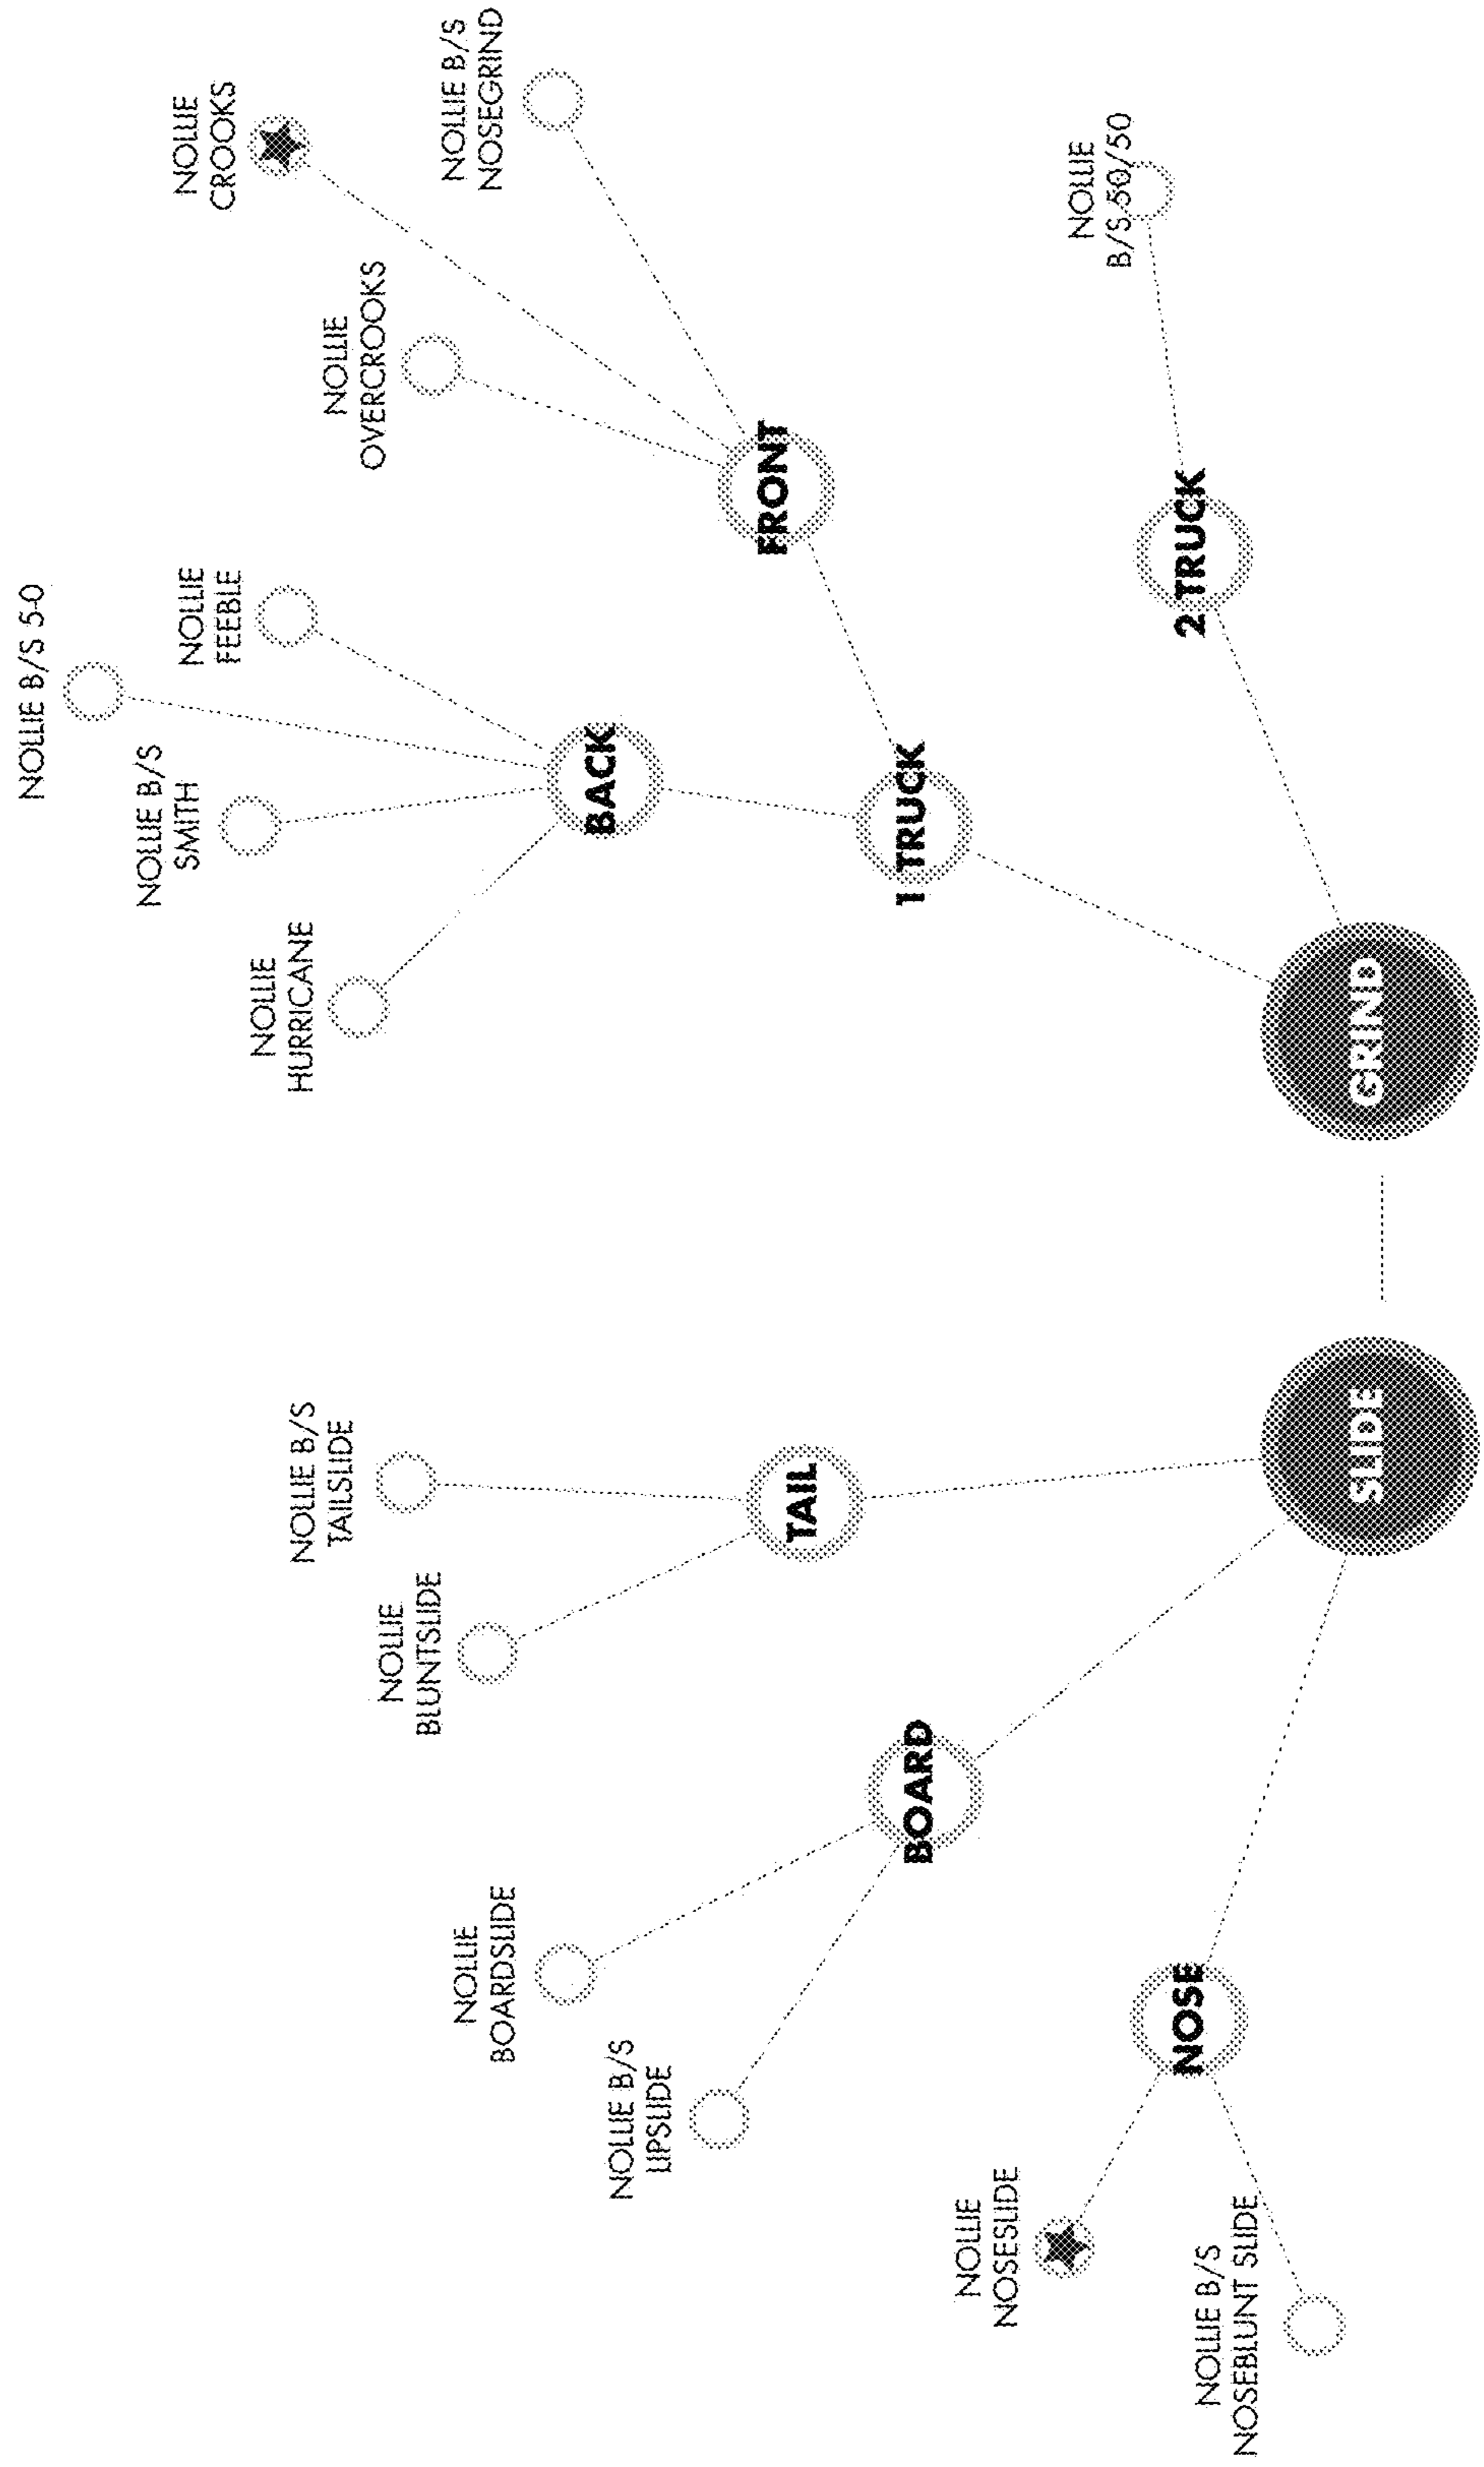 NOLLIE B/S
NOSEBLUNT SLIDE
NOLLIE
NOSESLIDE
NOSE
NOLLIE B/S
LIPSLIDE
NOLLIE
BOARDSLIDE
BOARD
NOLLIE
BLUNTSLIDE
NOLLIE B/S
TAILSLIDE
TAIL
SLIDE
GRIND
NOLLIE
HURRICANE
NOLLIE B/S
SMITH
NOLLIE B/S 5-0
NOLLIE
FEEBLE
BACK
1 TRUCK
NOLLIE
OVERCROOKS
NOLLIE
CROOKS
NOLLIE B/S
NOSEGRIND
FRONT
2 TRUCK
NOLLIE
B/S 50/50